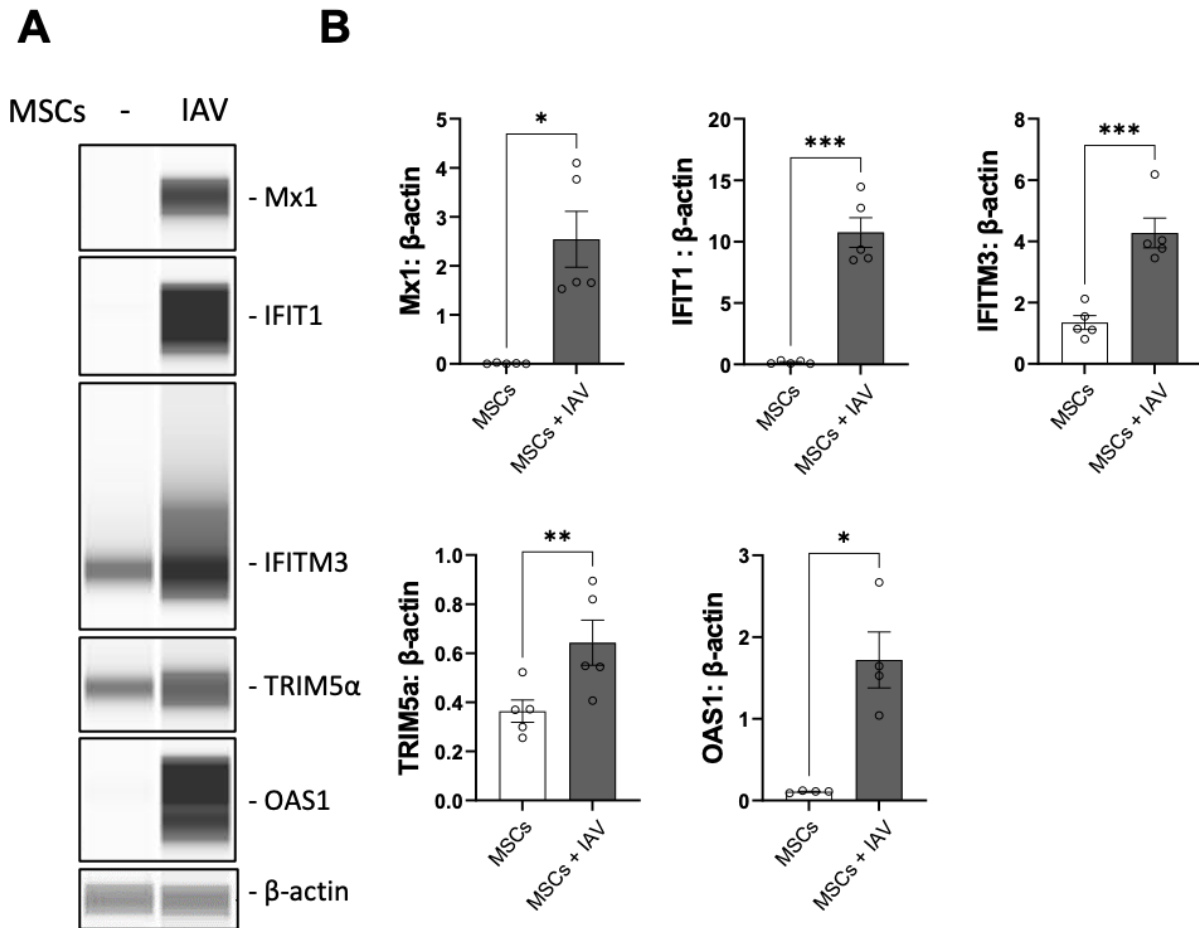 A
B
MSCs - IAV
- Mx1
- IFIT1
- IFITM3
- TRIM5α
- OAS1
- β-actin
Mx1: β-actin
5
4
3
2
1
0
*
MSCs
MSCs + IAV
IFIT1 : β-actin
20
15
10
5
0
***
MSCs
MSCs + IAV
IFITM3: β-actin
8
6
4
2
0
***
MSCs
MSCs + IAV
TRIM5a: β-actin
1.0
0.8
0.6
0.4
0.2
0.0
**
MSCs
MSCs + IAV
OAS1: β-actin
3
2
1
0
*
MSCs
MSCs + IAV